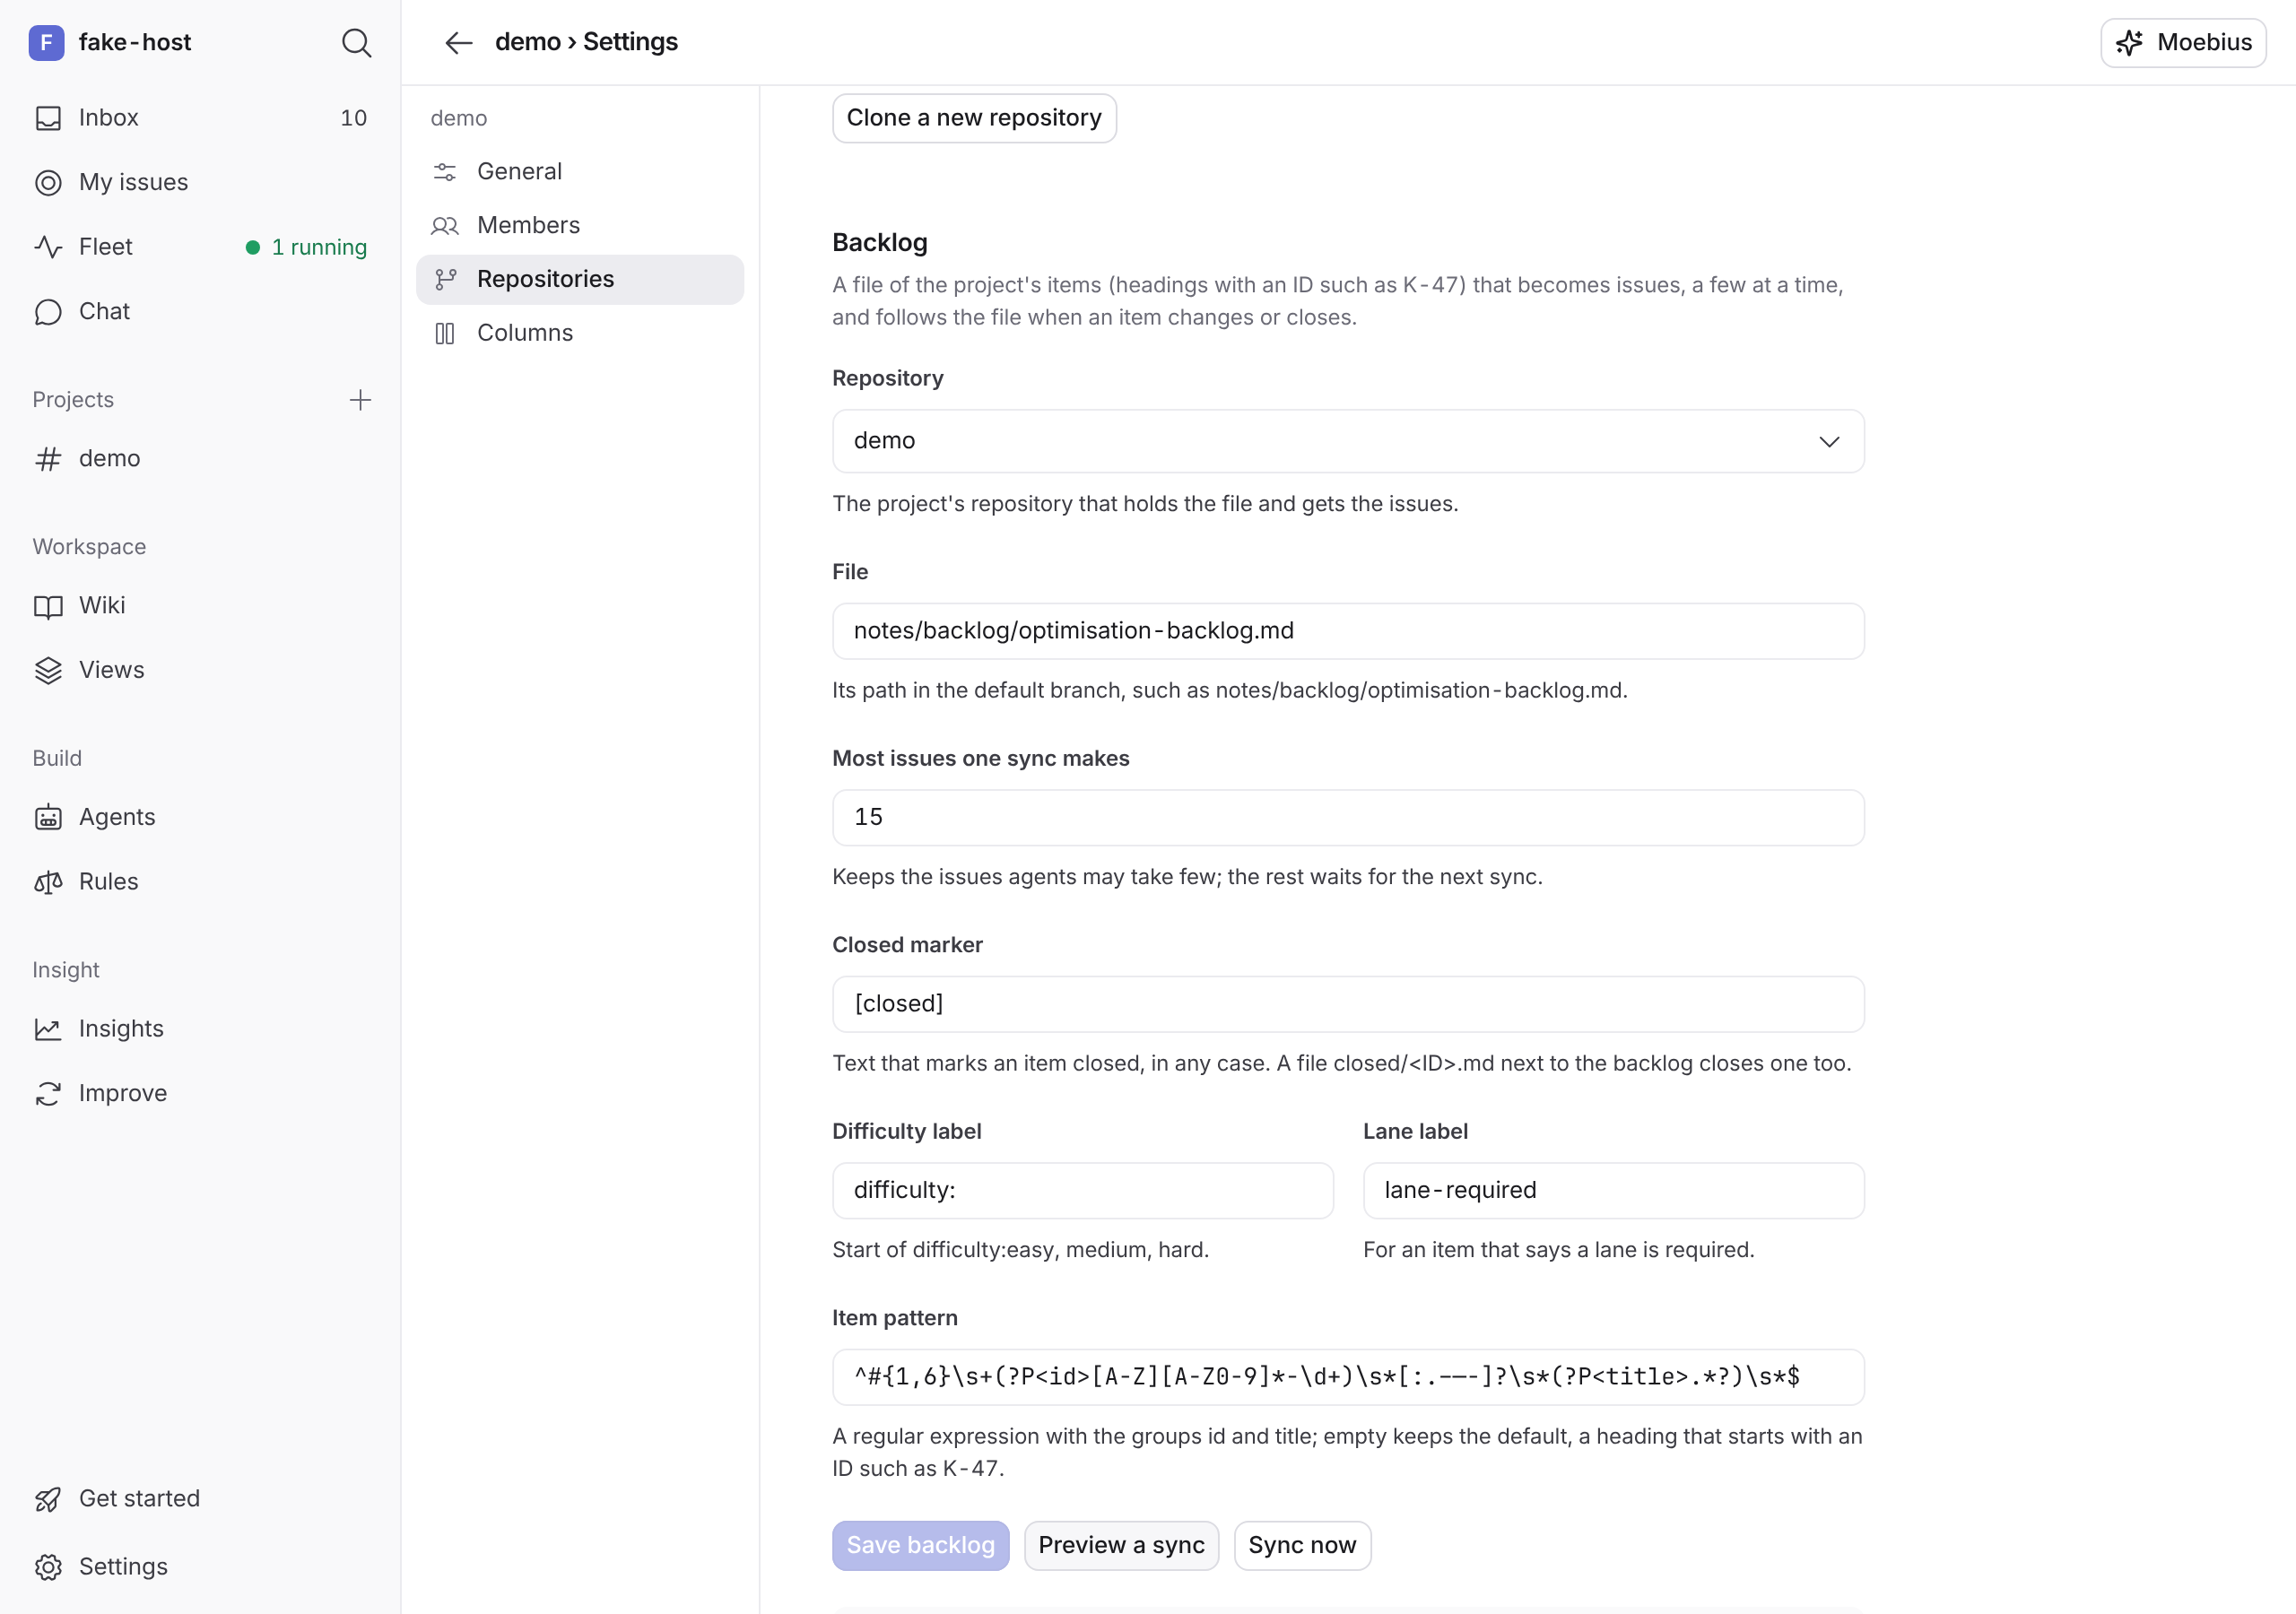 F fake-host
Inbox 10
My issues
Fleet 1 running
Chat
Projects
demo
Workspace
Wiki
Views
Build
Agents
Rules
Insight
Insights
Improve
Get started
Settings
demo › Settings
Moebius
demo
General
Members
Repositories
Columns
Clone a new repository
Backlog
A file of the project's items (headings with an ID such as K-47) that becomes issues, a few at a time,
and follows the file when an item changes or closes.
Repository
demo
The project's repository that holds the file and gets the issues.
File
notes/backlog/optimisation-backlog.md
Its path in the default branch, such as notes/backlog/optimisation-backlog.md.
Most issues one sync makes
15
Keeps the issues agents may take few; the rest waits for the next sync.
Closed marker
[closed]
Text that marks an item closed, in any case. A file closed/<ID>.md next to the backlog closes one too.
Difficulty label
difficulty:
Start of difficulty:easy, medium, hard.
Lane label
lane-required
For an item that says a lane is required.
Item pattern
^#{1,6}\s+(?P<id>[A-Z][A-Z0-9]*-\d+)\s*[:.–—-]?\s*(?P<title>.*?)\s*$
A regular expression with the groups id and title; empty keeps the default, a heading that starts with an
ID such as K-47.
Save backlog
Preview a sync
Sync now